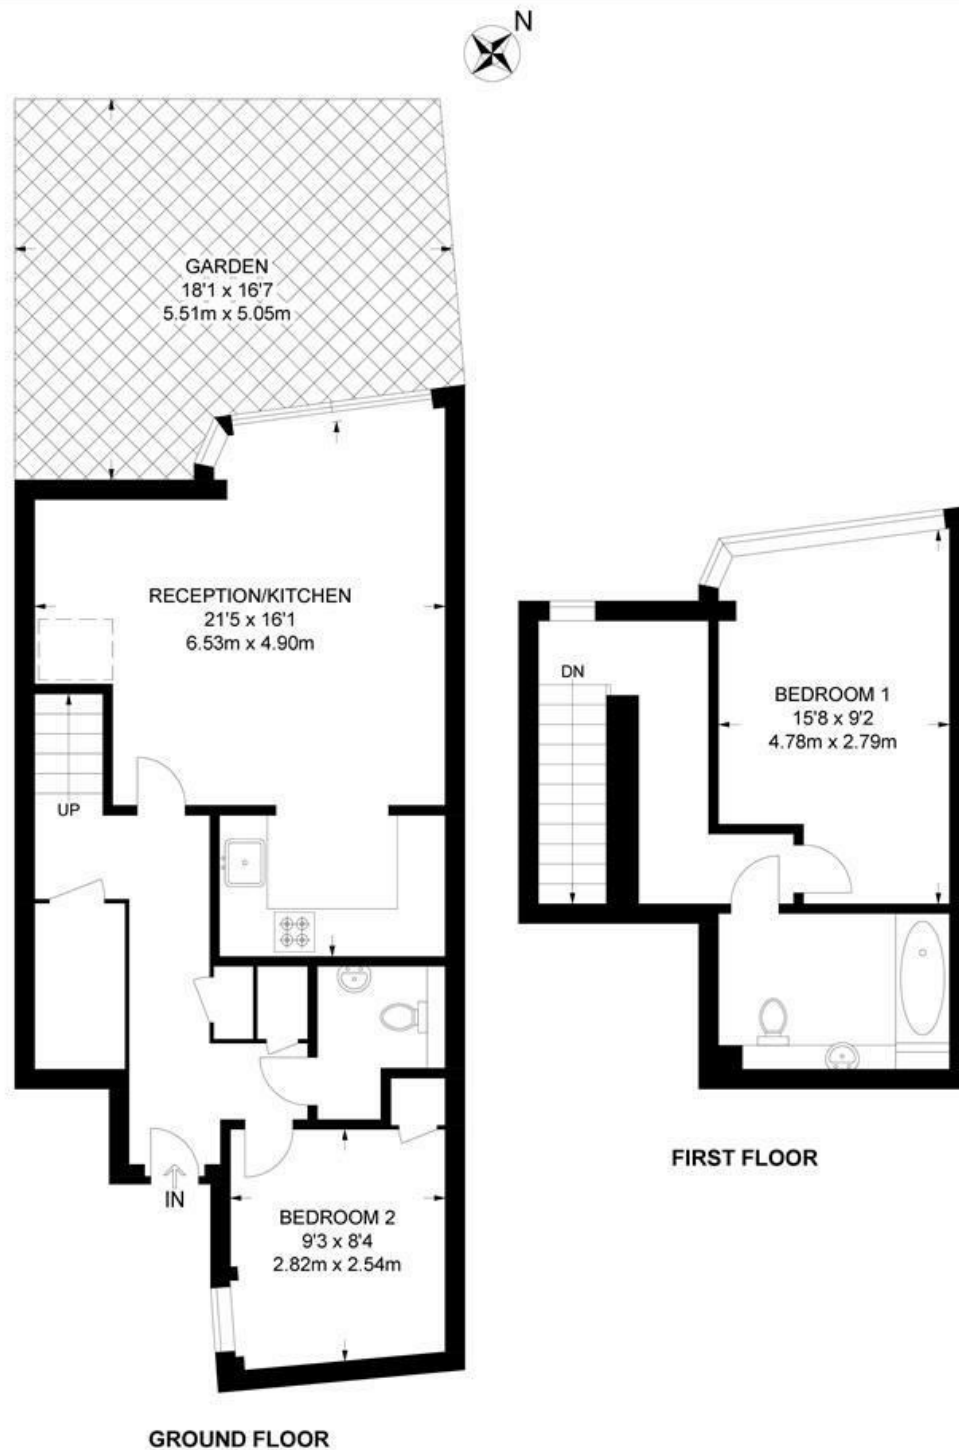 N
GARDEN
18'1 x 16'7
5.51m x 5.05m
RECEPTION/KITCHEN
21'5 x 16'1
6.53m x 4.90m
UP
IN
BEDROOM 2
9'3 x 8'4
2.82m x 2.54m
GROUND FLOOR
DN
BEDROOM 1
15'8 x 9'2
4.78m x 2.79m
FIRST FLOOR